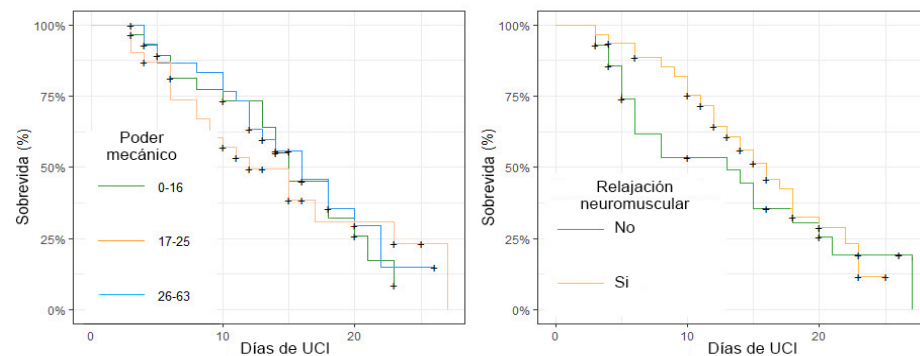 100%
75%
50%
25%
0%
Sobrevida (%)
Poder
mecánico
0-16
17-25
26-63
0
10
20
Días de UCI
100%
75%
50%
25%
0%
Sobrevida (%)
Relajación
neuromuscular
No
Si
0
10
20
Días de UCI